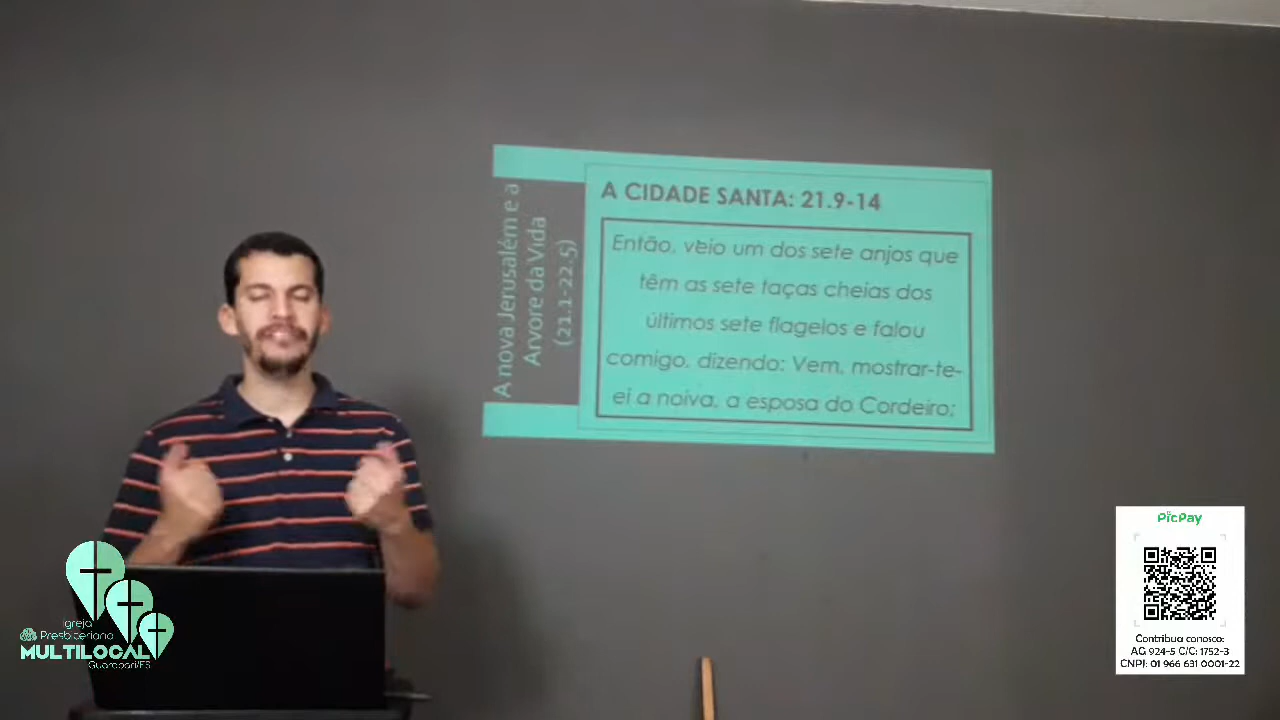 A nova Jerusalém e a
Arvore da Vida
(21.1-22.5)
A CIDADE SANTA: 21.9-14
Então, veio um dos sete anjos que
têm as sete taças cheias dos
últimos sete flagelos e falou
comigo, dizendo: Vem, mostrar-te-
ei a noiva, a esposa do Cordeiro;
Igreja
Presbiteriana
MULTILOCAL
Guarapari/ES
PicPay
Contribua conosco:
AG 924-5 C/C: 1752-3
CNPJ: 01 966 631 0001-22